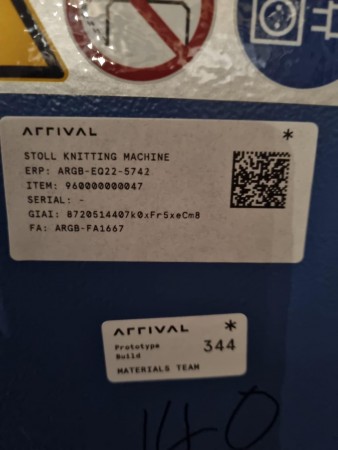 ARRIVAL *
STOLL KNITTING MACHINE
ERP: ARGB-EQ22-5742
ITEM: 960000000047
SERIAL: -
GIAI: 8720514407k0xFr5xeCm8
FA: ARGB-FA1667
ARRIVAL *
Prototype 344
Build
MATERIALS TEAM
140